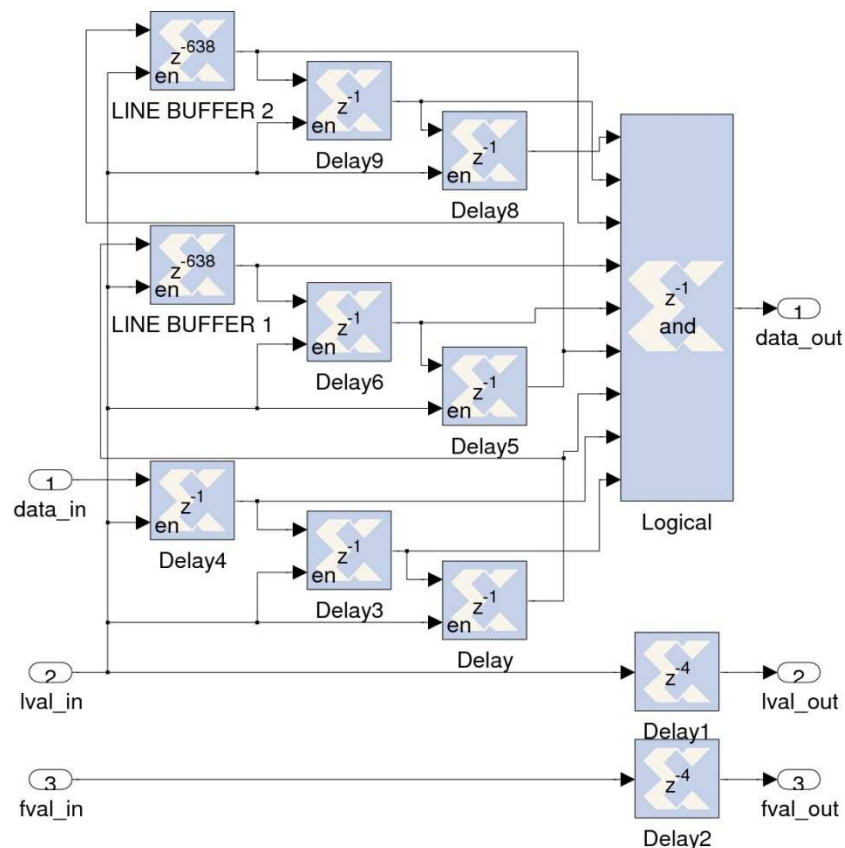 z-638
en
LINE BUFFER 2
z-1
en
Delay9
z-1
en
Delay8
z-638
en
LINE BUFFER 1
z-1
en
Delay6
z-1
en
Delay5
z-1
and
Logical
1
data_out
1
data_in
z-1
en
Delay4
z-1
en
Delay3
z-1
en
Delay
2
lval_in
z-4
Delay1
2
lval_out
3
fval_in
z-4
Delay2
3
fval_out